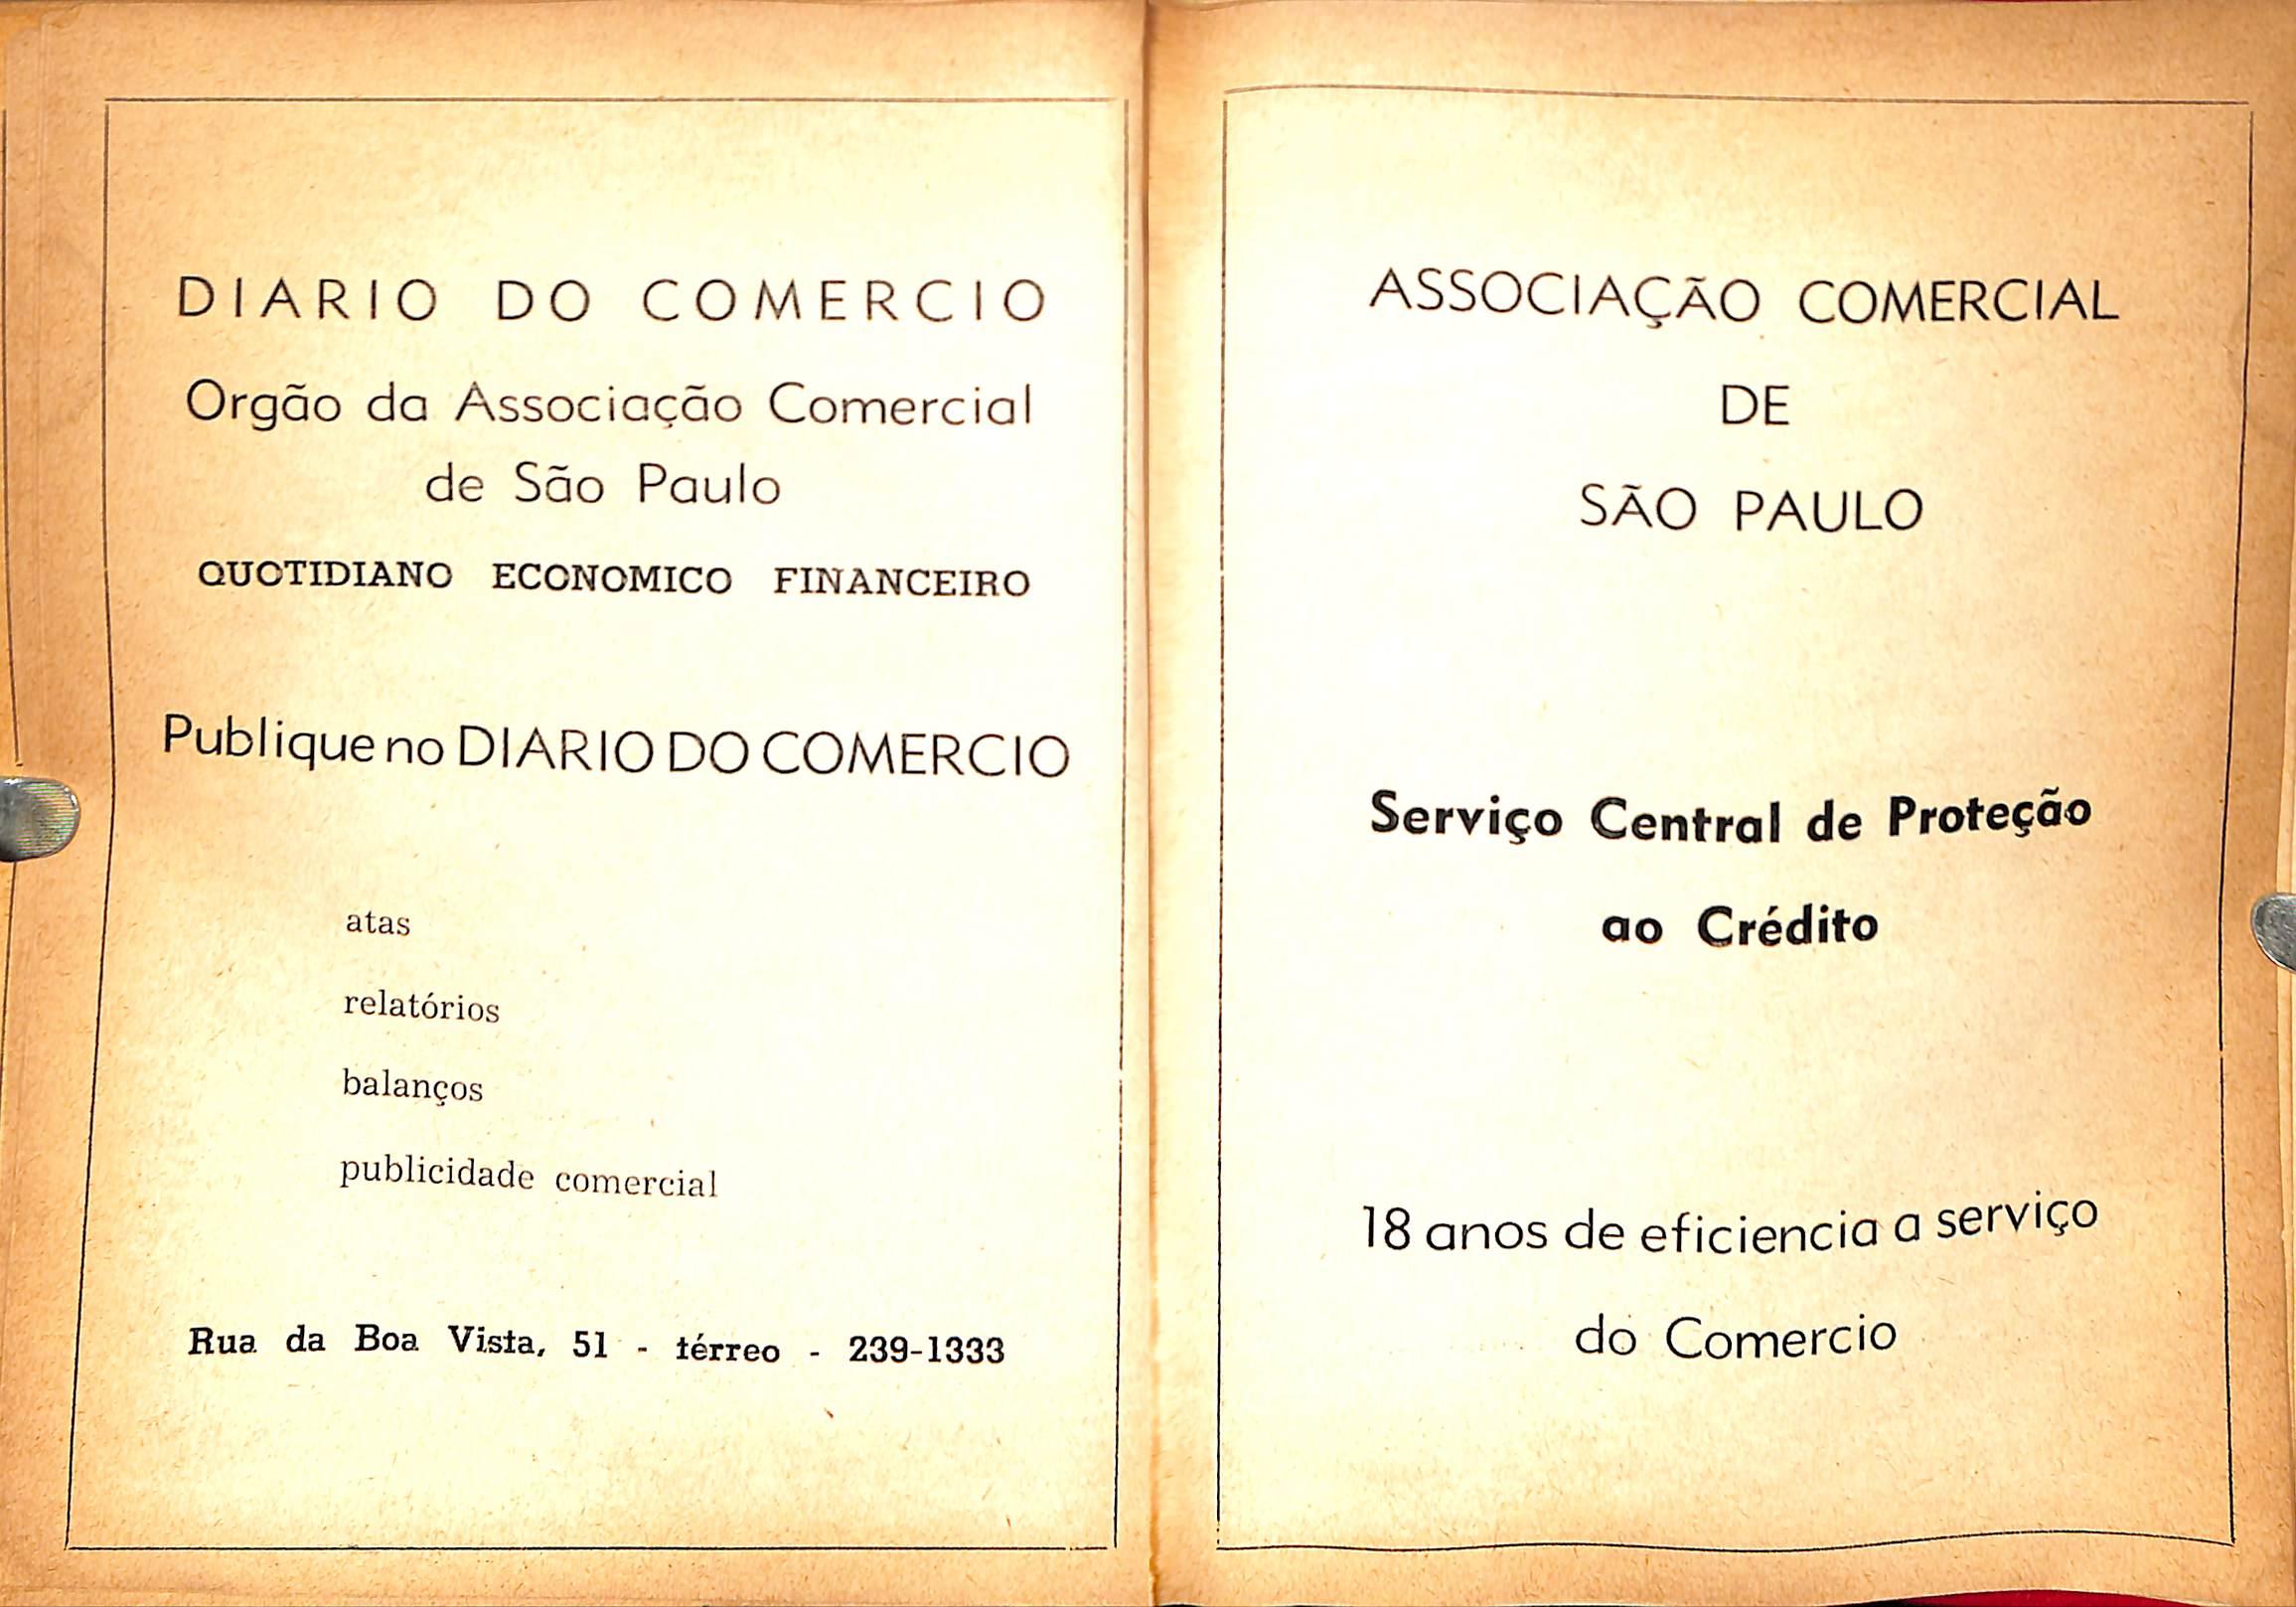 DIARIO DO COMERCIO
Orgão da Associação Comercial
de São Paulo
QUOTIDIANO ECONOMICO FINANCEIRO
Publique no DIARIO DO COMERCIO
atas
relatórios
balanços
publicidade comercial
Rua da Boa Vista, 51 - térreo - 239-1333
ASSOCIAÇÃO COMERCIAL
DE
SÃO PAULO
Serviço Central de Proteção
ao Crédito
18 anos de eficiencia a serviço
do Comercio